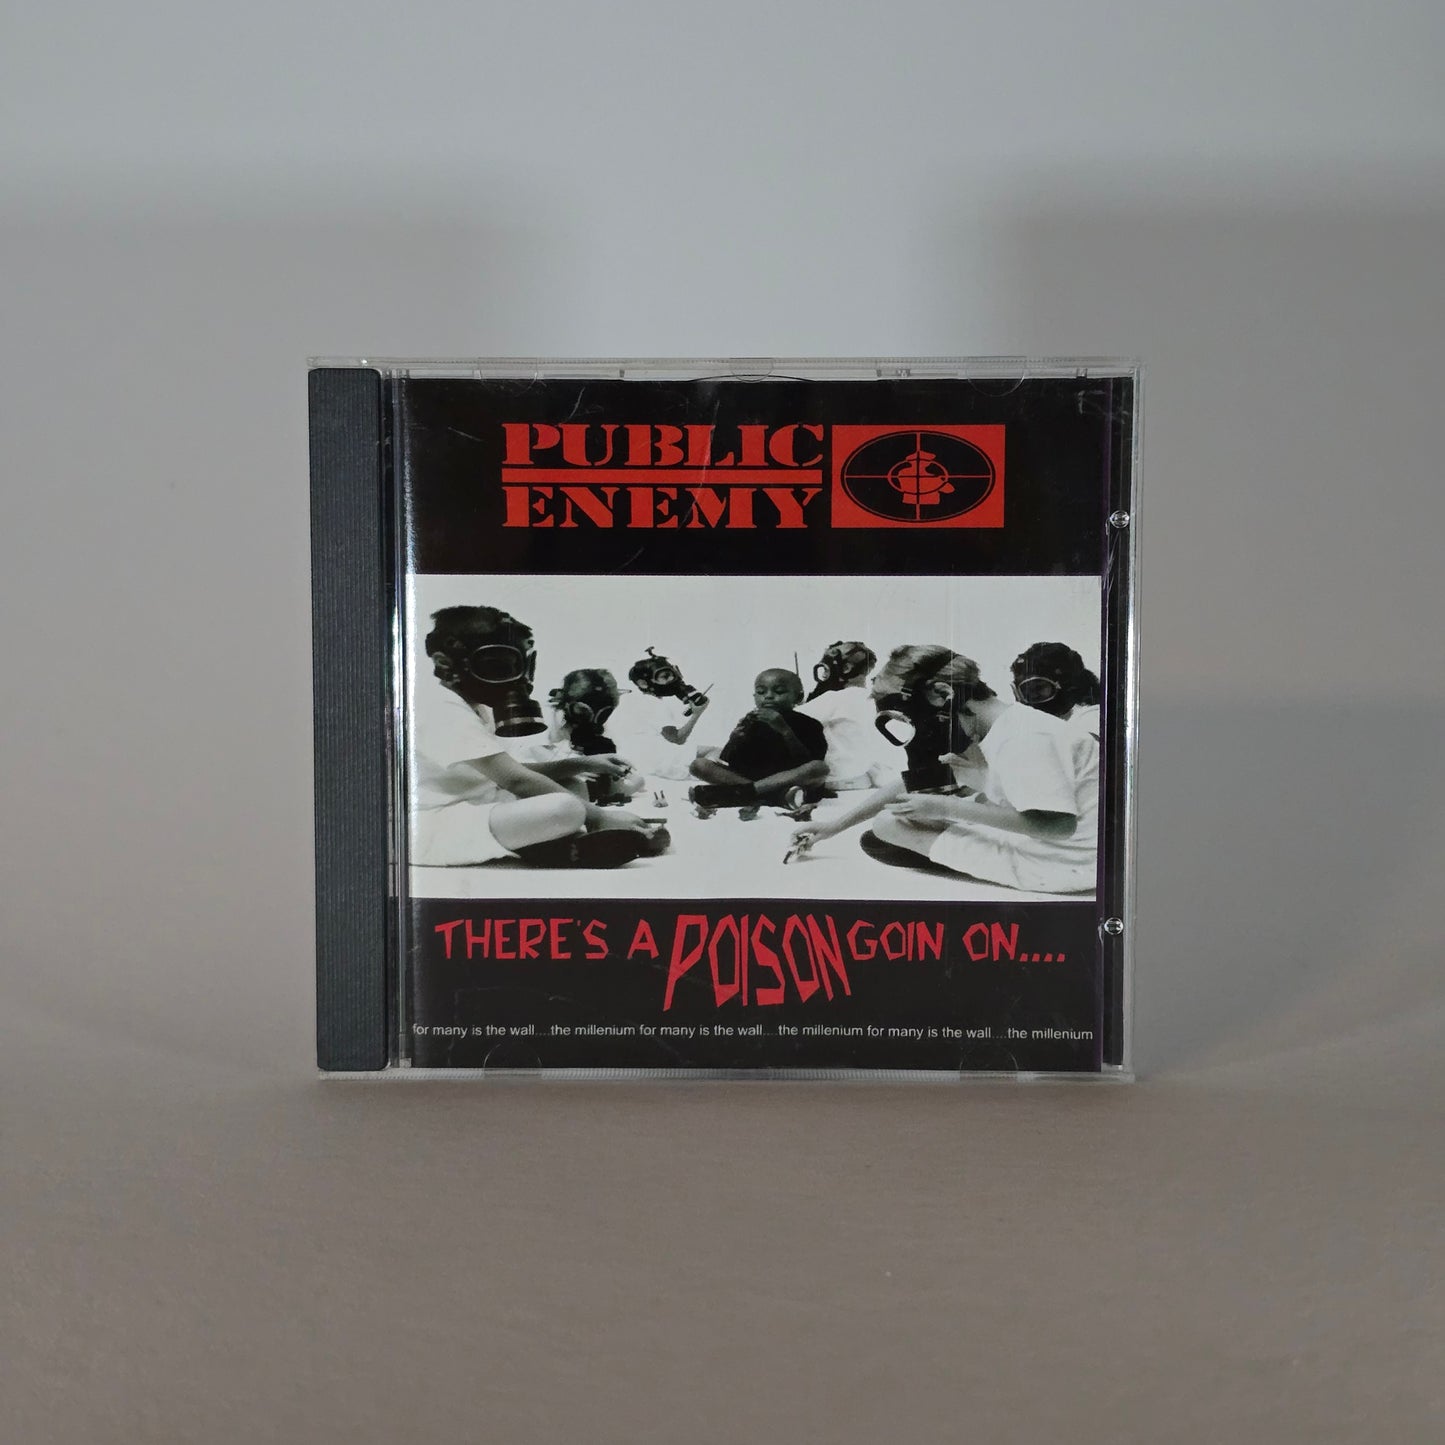 PUBLIC
ENEMY
THERE'S A POISON GOIN ON....
for many is the wall....the millenium for many is the wall....the millenium for many is the wall....the millenium